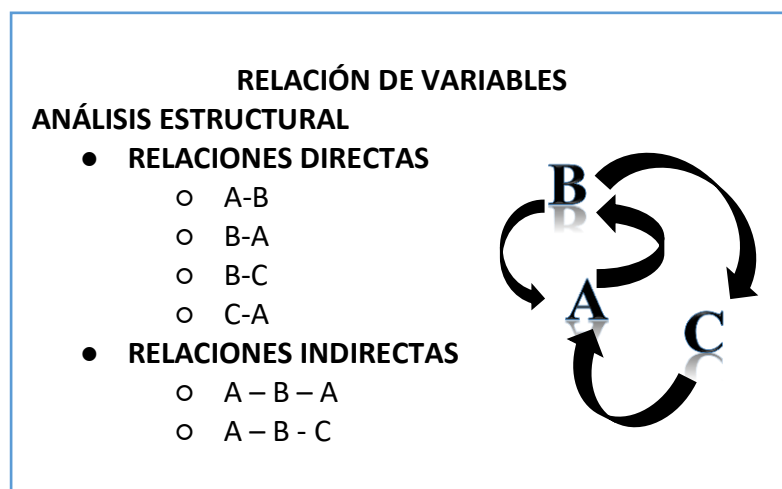 RELACIÓN DE VARIABLES
ANÁLISIS ESTRUCTURAL
● RELACIONES DIRECTAS
○ A-B
○ B-A
○ B-C
○ C-A
● RELACIONES INDIRECTAS
○ A – B – A
○ A – B - C
B
A
C